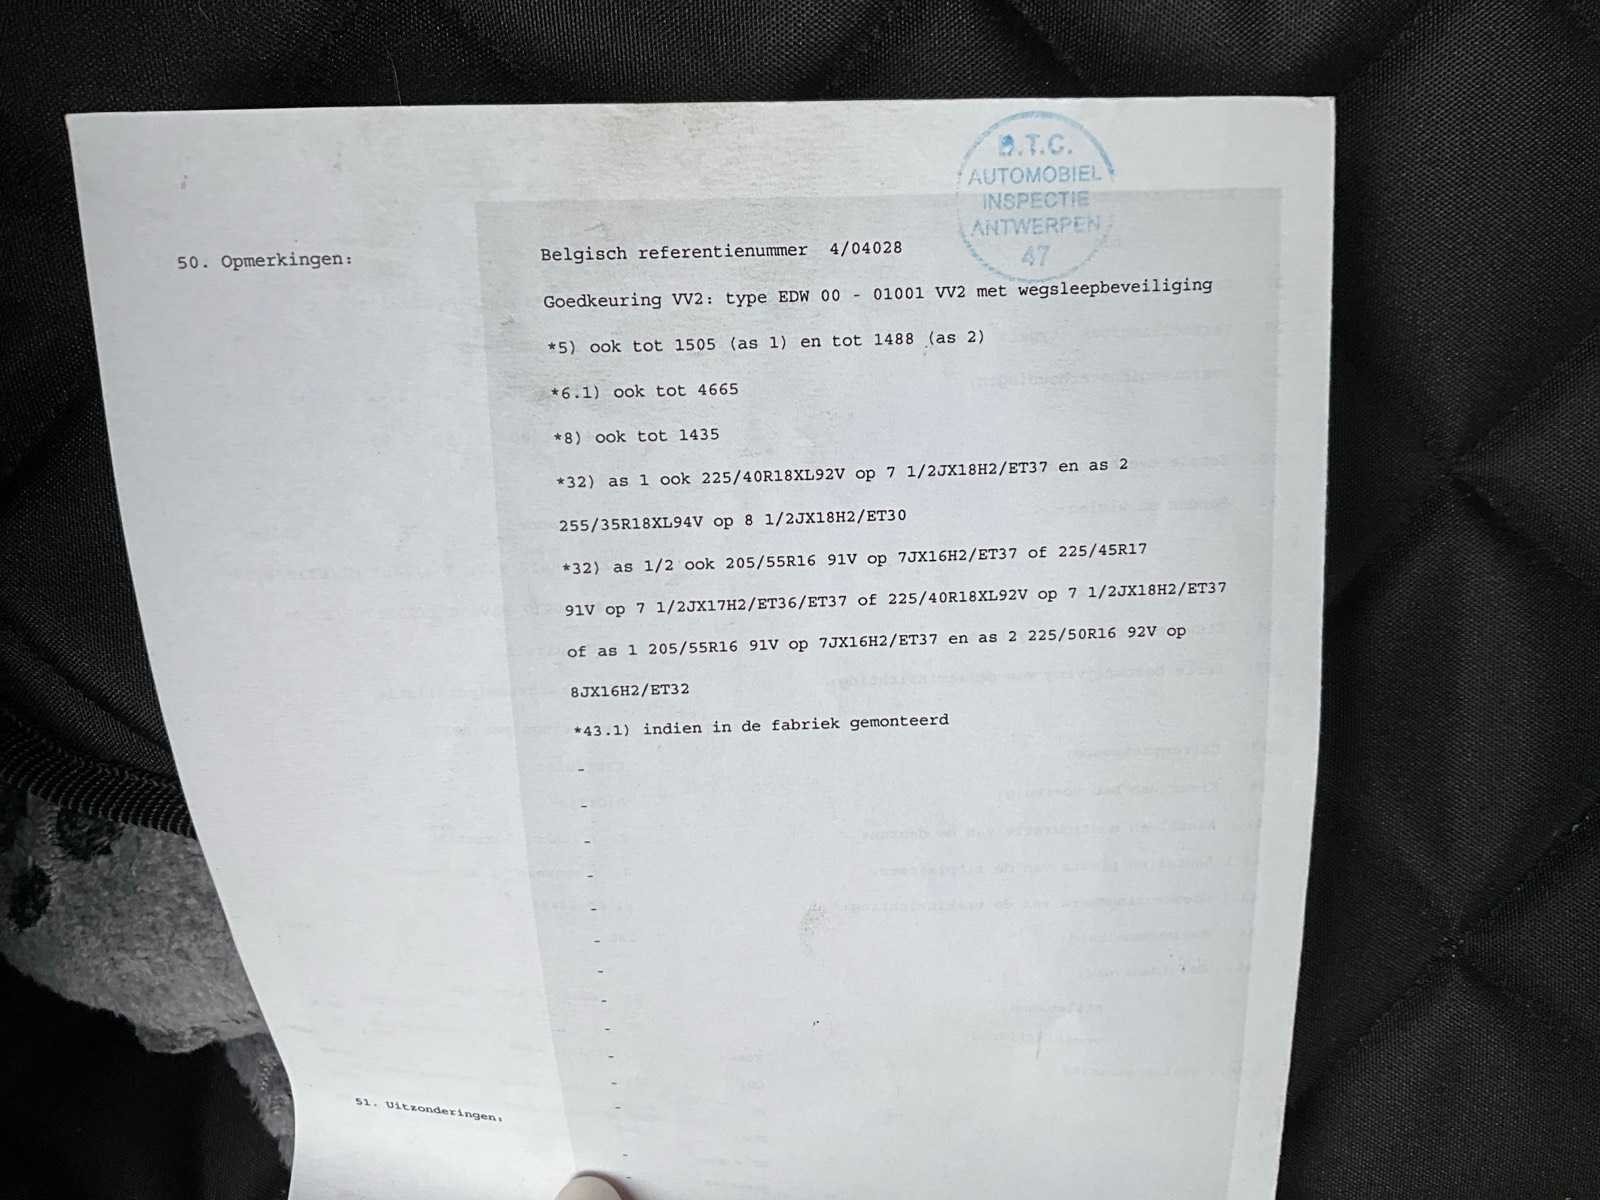 B.T.C.
AUTOMOBIEL
INSPECTIE
ANTWERPEN
47
50. Opmerkingen:
Belgisch referentienummer 4/04028
Goedkeuring VV2: type EDW 00 - 01001 VV2 met wegsleepbeveiliging
*5) ook tot 1505 (as 1) en tot 1488 (as 2)
*6.1) ook tot 4665
*8) ook tot 1435
*32) as 1 ook 225/40R18XL92V op 7 1/2JX18H2/ET37 en as 2
255/35R18XL94V op 8 1/2JX18H2/ET30
*32) as 1/2 ook 205/55R16 91V op 7JX16H2/ET37 of 225/45R17
91V op 7 1/2JX17H2/ET36/ET37 of 225/40R18XL92V op 7 1/2JX18H2/ET37
of as 1 205/55R16 91V op 7JX16H2/ET37 en as 2 225/50R16 92V op
8JX16H2/ET32
*43.1) indien in de fabriek gemonteerd
-
-
-
-
-
-
-
-
-
-
-
-
-
51. Uitzonderingen: